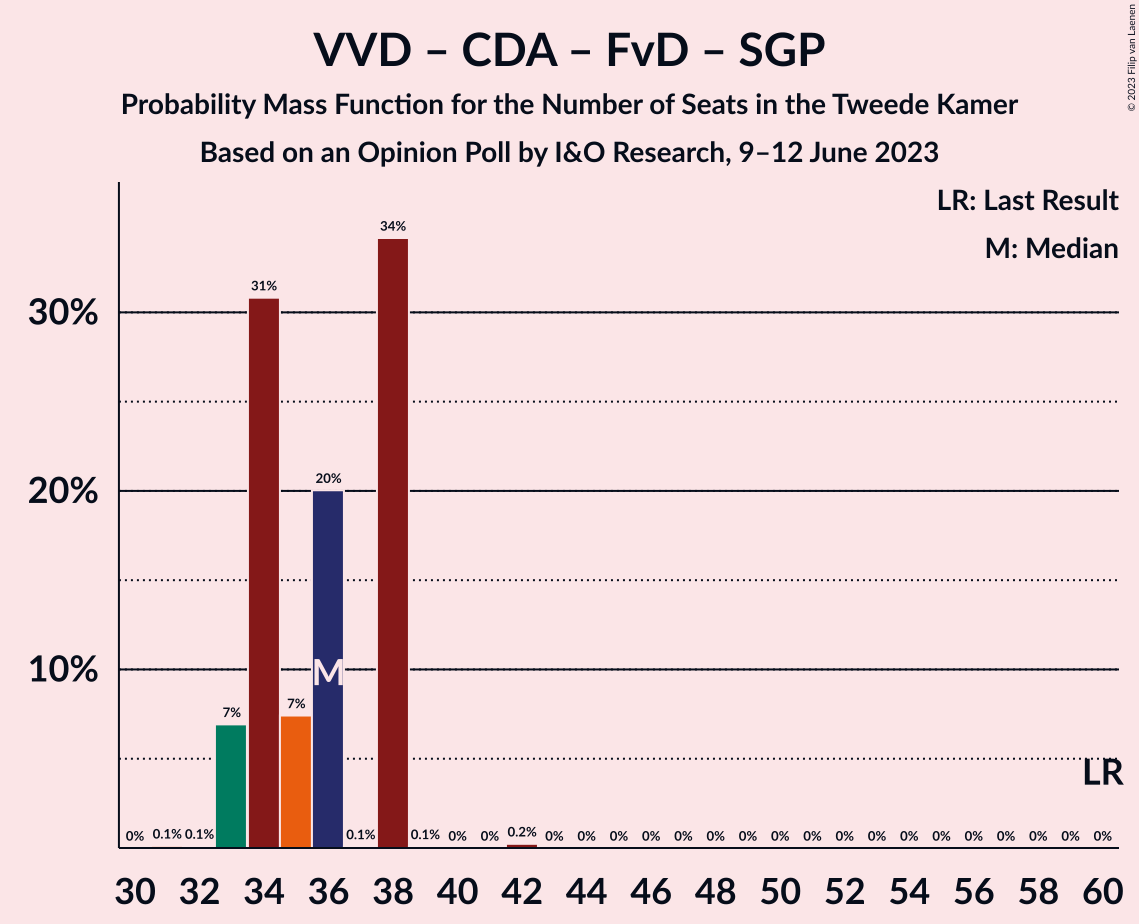 VVD – CDA – FvD – SGP
Probability Mass Function for the Number of Seats in the Tweede Kamer
Based on an Opinion Poll by I&O Research, 9–12 June 2023
© 2023 Filip van Laenen
LR: Last Result
M: Median
30%
20%
10%
0% 0.1% 0.1% 7% 31% 7% 20% 0.1% 34% 0.1% 0% 0% 0.2% 0% 0% 0% 0% 0% 0% 0% 0% 0% 0% 0% 0% 0% 0% 0% 0% 0% 0%
M
LR
30 32 34 36 38 40 42 44 46 48 50 52 54 56 58 60